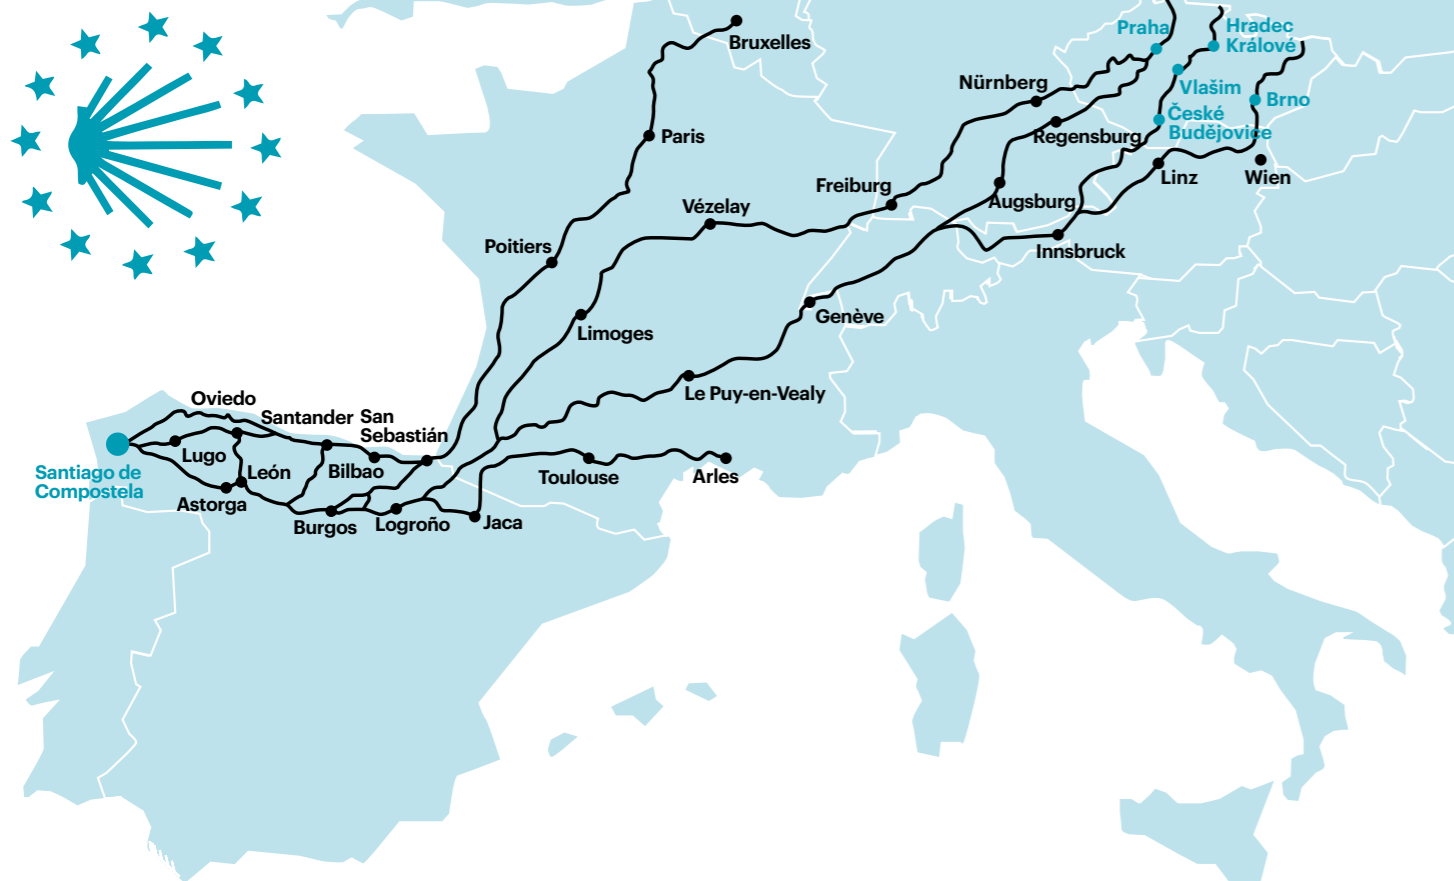 Praha
Hradec
Králové
Bruxelles
Nürnberg
Vlašim
Brno
České
Budějovice
Paris
Regensburg
Linz
Wien
Freiburg
Augsburg
Vézelay
Poitiers
Innsbruck
Genève
Limoges
Le Puy-en-Vealy
Oviedo
Santander
San
Sebastián
Lugo
León
Bilbao
Santiago de
Compostela
Astorga
Burgos
Logroño
Jaca
Toulouse
Arles